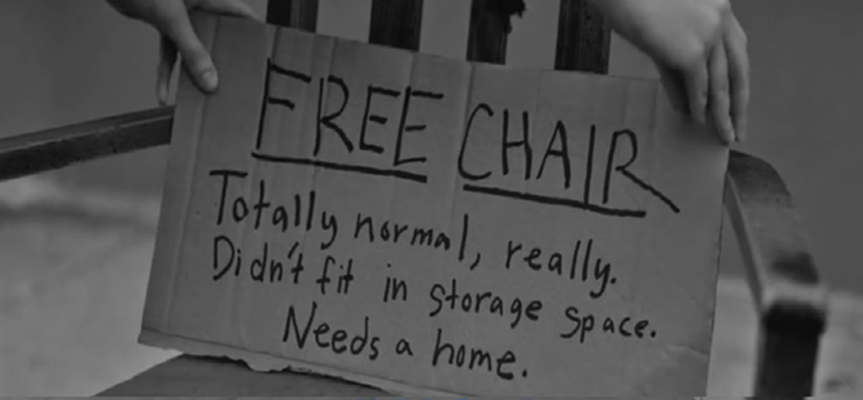 FREE CHAIR
Totally normal, really.
Didn't fit in storage space.
Needs a home.